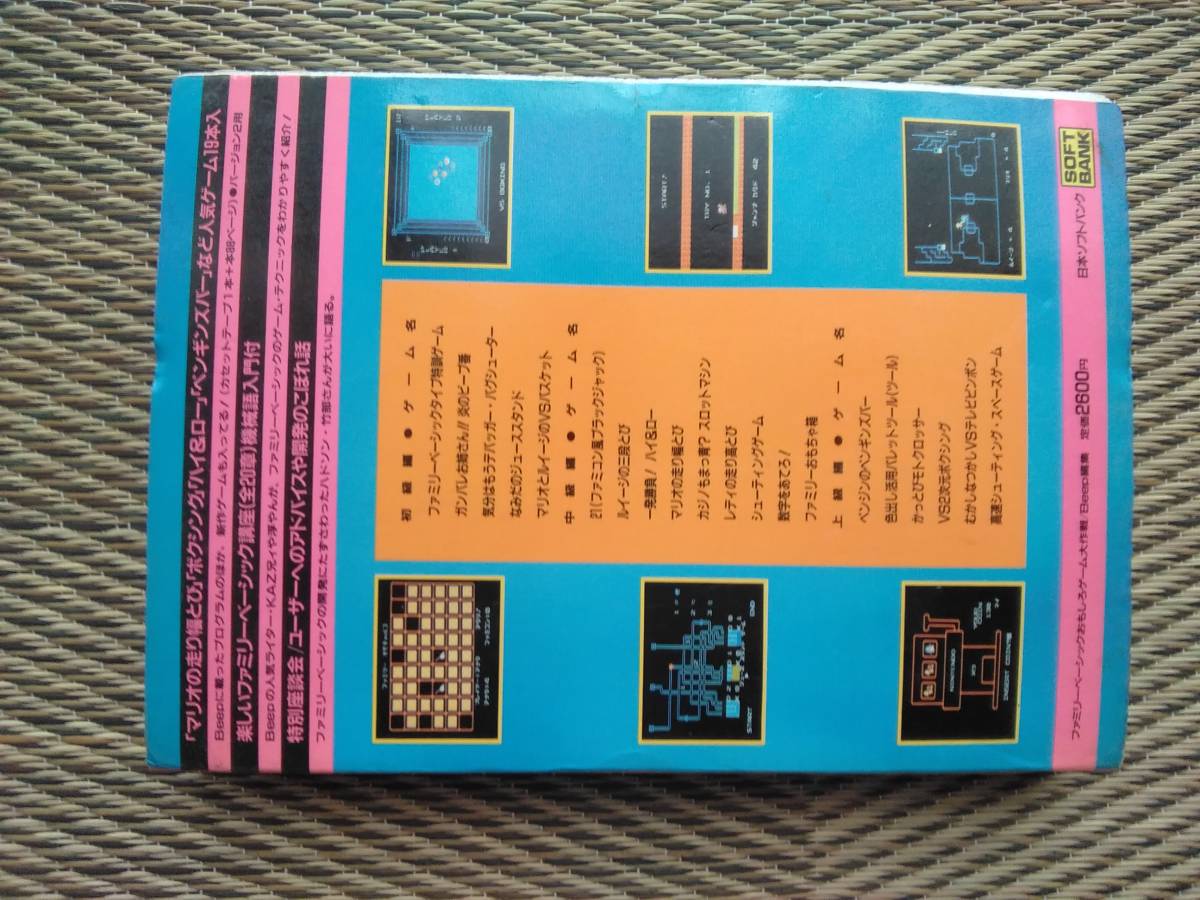 「マリオの走り幅とび」「ボクシング」「ハイ&ロー」「ペンギンズバー」など人気ゲーム19本入
Beepに載ったプログラムのほか、新作ゲームも入ってる!(カセットテープ1本+本88ページ)●バージョン2用
楽しいファミリーベーシック講座(全20章)機械語入門付
Beepの人気ライター・KAZ兄ィや浮やんが、ファミリーベーシックのゲーム・テクニックをわかりやすく紹介!
特別座談会/ユーザーへのアドバイスや開発のこぼれ話
ファミリーベーシックの開発にたずさわったハドソン・竹部さんが大いに語る。
VS BOXING
START!
TRY NO. 1
初級編●ゲーム名
ファミリーベーシックタイプ特訓ゲーム
ガンバレお姉さん!!炎のビープ番
気分はもうデバッガー・バグシューター
なみだのジューススタンド
マリオとルイージのVSバスケット
中級編●ゲーム名
21(ファミコン風ブラックジャック)
ルイージの三段とび
一発勝負!ハイ&ロー
マリオの走り幅とび
カジノもまっ青?スロットマシン
レディの走り高とび
シューティングゲーム
数字をあてろ!
ファミリーおもちゃ箱
上級編●ゲーム名
ペンジンのペンギンズバー
色出し活用パレットツール(ツール)
かっとびモトクロッサー
VS2次元ボクシング
むかしなつかしVSテレビピンポン
高速シューティング・スペースゲーム
START
END
NINTENDO
INSERT COIN
ファミリーベーシックおもしろゲーム大作戦/Beep編集 定価2600円 日本ソフトバンク
SOFT
BANK